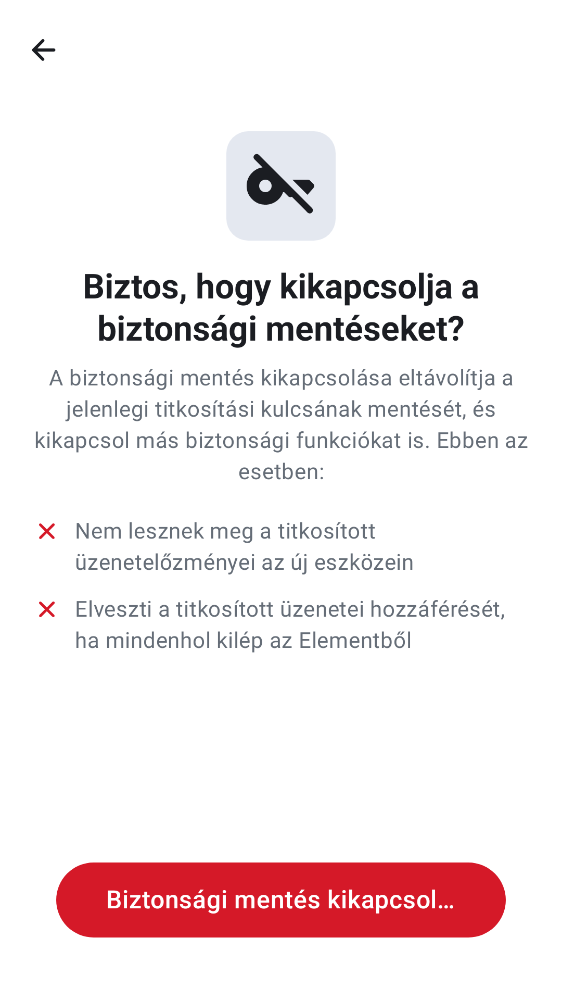 Biztos, hogy kikapcsolja a
biztonsági mentéseket?
A biztonsági mentés kikapcsolása eltávolítja a
jelenlegi titkosítási kulcsának mentését, és
kikapcsol más biztonsági funkciókat is. Ebben az
esetben:
Nem lesznek meg a titkosított
üzenetelőzményei az új eszközein
Elveszti a titkosított üzenetei hozzáférését,
ha mindenhol kilép az Elementből
Biztonsági mentés kikapcsol…